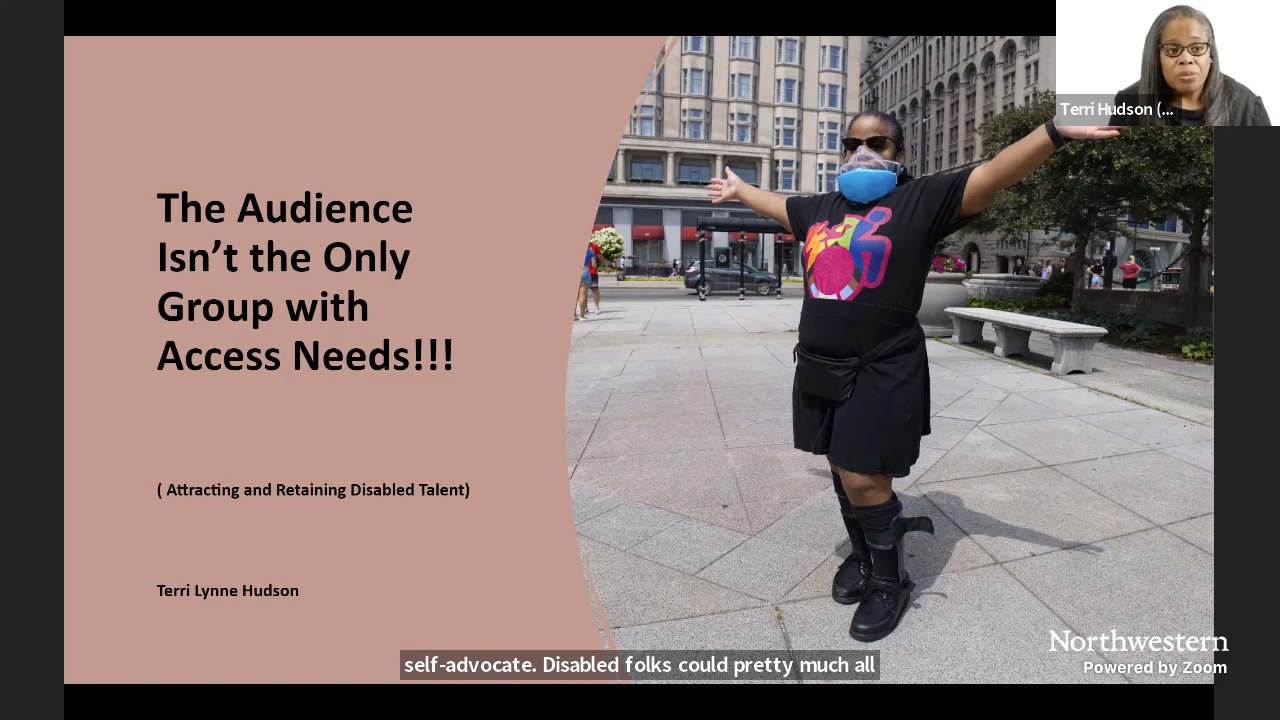 Terri Hudson (...
The Audience
Isn’t the Only
Group with
Access Needs!!!
( Attracting and Retaining Disabled Talent)
Terri Lynne Hudson
self-advocate. Disabled folks could pretty much all
Northwestern
Powered by Zoom